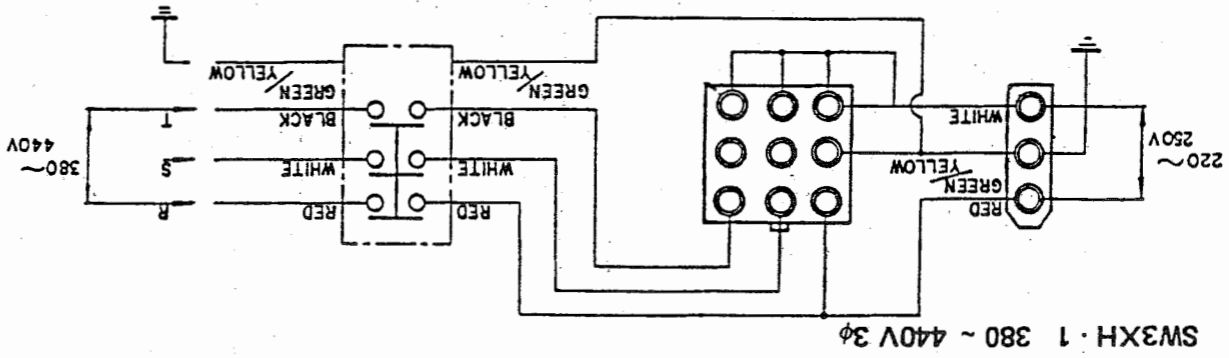 SW3XH · 1 380 ~ 440V 3φ
220~
250V
RED
GREEN
/YELLOW
WHITE
RED
WHITE
BLACK
GREEN
/YELLOW
RED
WHITE
BLACK
GREEN
/YELLOW
R
S
T
380~
440V